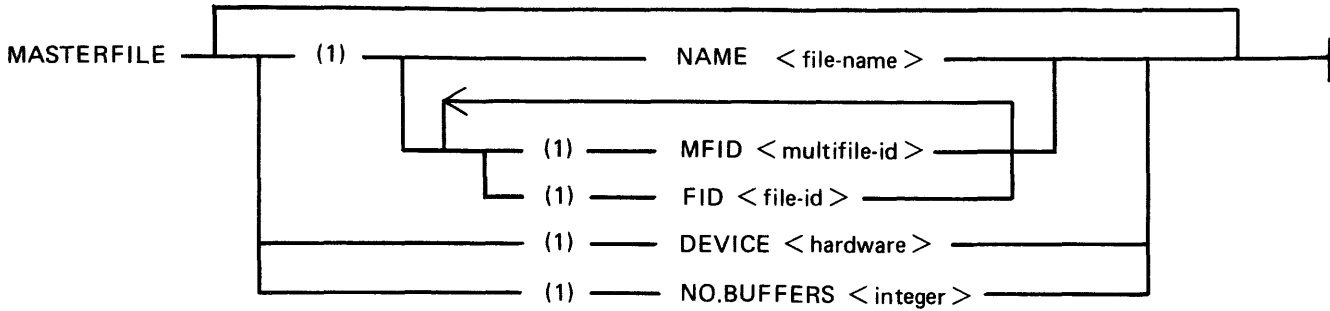 MASTERFILE (1) NAME <file-name>
(1) MFID <multifile-id>
(1) FID <file-id>
(1) DEVICE <hardware>
(1) NO.BUFFERS <integer>